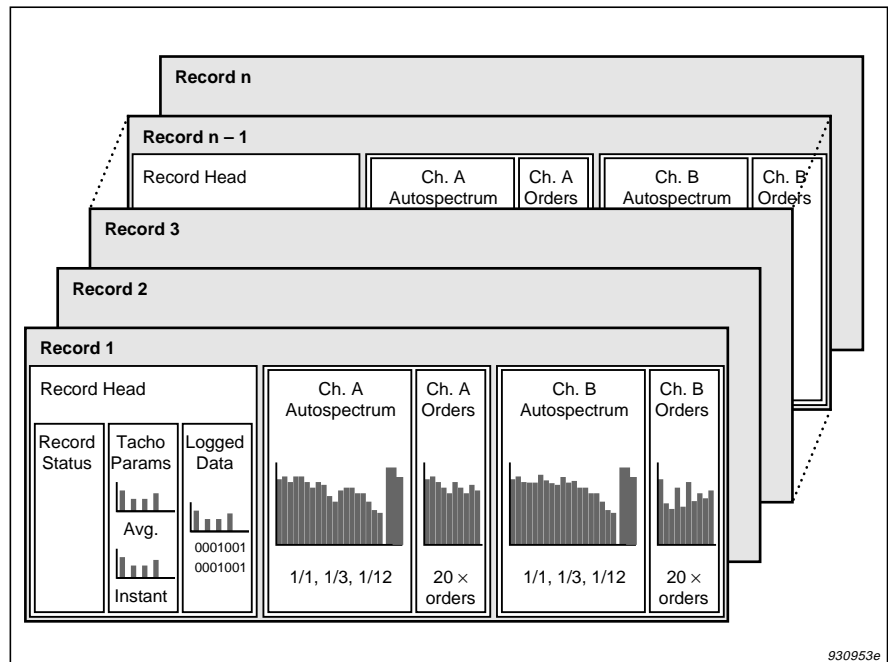 Record n
Record n – 1
Record Head
Ch. A
Autospectrum
Ch. A
Orders
Ch. B
Autospectrum
Ch. B
Orders
Record 3
Record 2
Record 1
Record Head
Record
Status
Tacho
Params
Avg.
Instant
Logged
Data
0001001
0001001
Ch. A
Autospectrum
1/1, 1/3, 1/12
Ch. A
Orders
20 ×
orders
Ch. B
Autospectrum
1/1, 1/3, 1/12
Ch. B
Orders
20 ×
orders
930953e